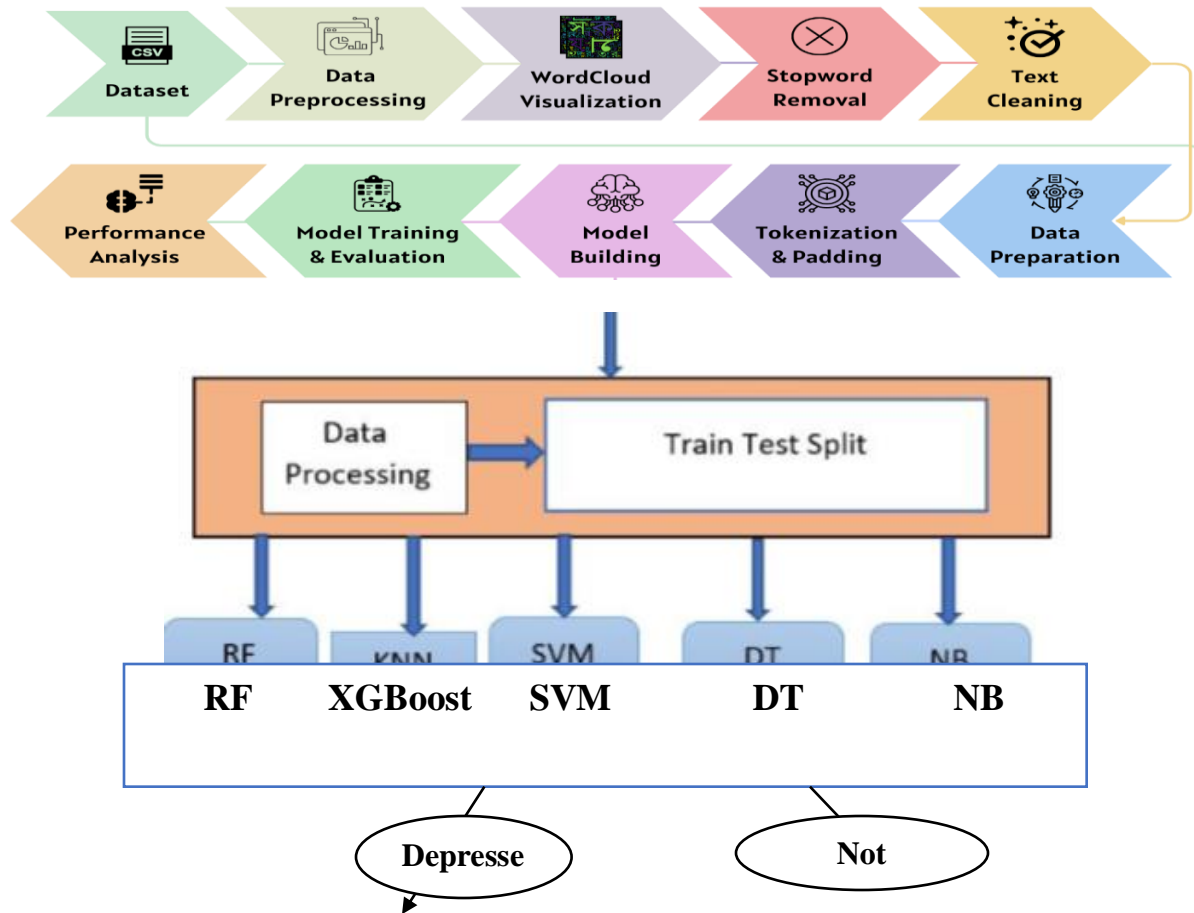 CSV
Dataset
Data
Preprocessing
WordCloud
Visualization
Stopword
Removal
Text
Cleaning
Performance
Analysis
Model Training
& Evaluation
Model
Building
Tokenization
& Padding
Data
Preparation
Data
Processing
Train Test Split
RF
KNN
SVM
DT
NB
RF XGBoost SVM DT NB
Depresse
Not